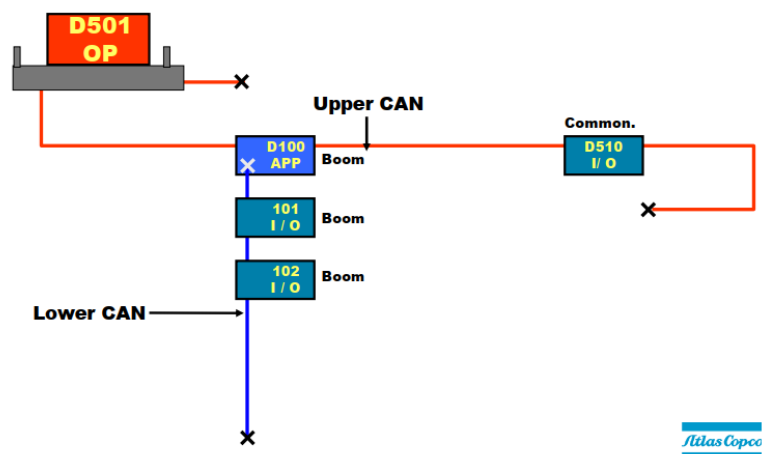 D501
OP
Upper CAN
Common.
D100
APP
Boom
D510
I/ O
101
I / O
Boom
102
I / O
Boom
Lower CAN
Atlas Copco